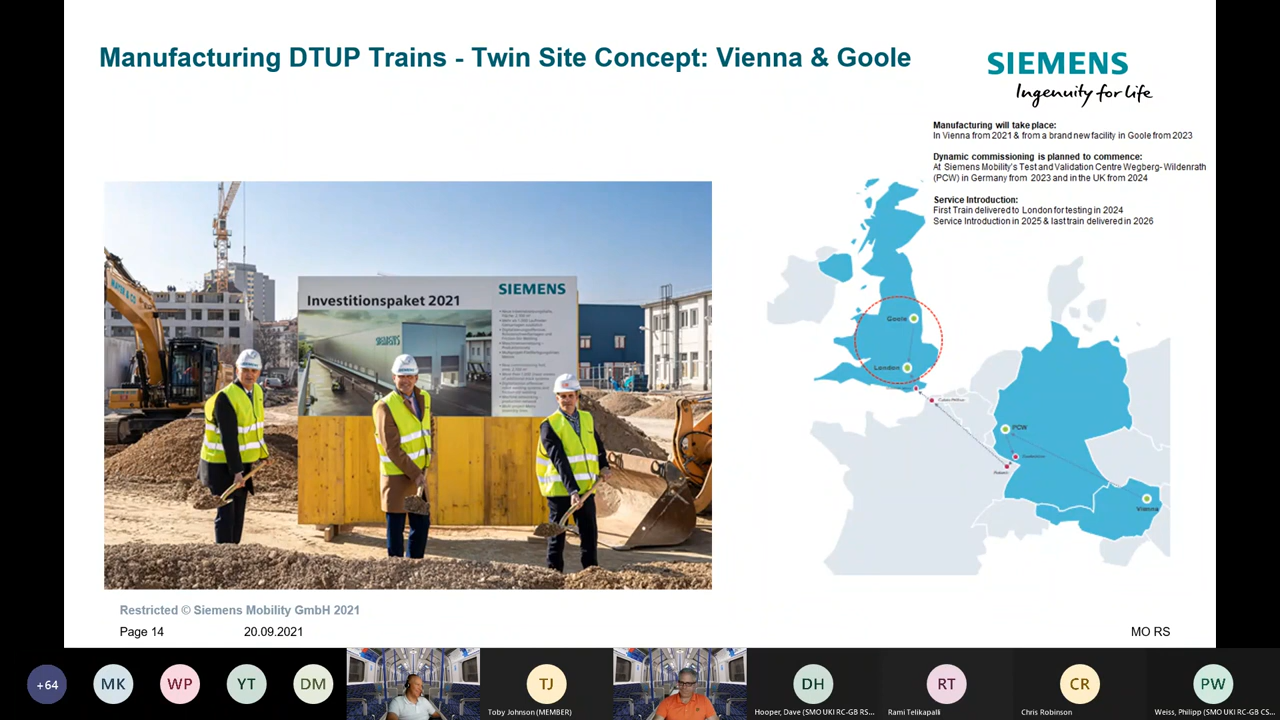 Manufacturing DTUP Trains - Twin Site Concept: Vienna & Goole
SIEMENS
Ingenuity for life
Manufacturing will take place:
In Vienna from 2021 & from a brand new facility in Goole from 2023
Dynamic commissioning is planned to commence:
At Siemens Mobility's Test and Validation Centre Wegberg- Wildenrath
(PCW) in Germany from 2023 and in the UK from 2024
Service Introduction:
First Train delivered to London for testing in 2024
Service Introduction in 2025 & last train delivered in 2026
SIEMENS
Investitionspaket 2021
SIEMENS
Goole
London
PCW
Vienna
Restricted © Siemens Mobility GmbH 2021
Page 14
20.09.2021
MO RS
+64
MK
WP
YT
DM
TJ
Toby Johnson (MEMBER)
DH
Hooper, Dave (SMO UKI RC-GB RS...
RT
Rami Telikapalli
CR
Chris Robinson
PW
Weiss, Philipp (SMO UKI RC-GB CS...